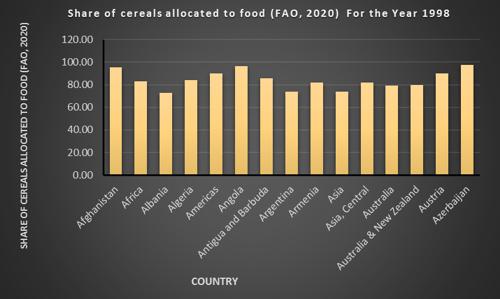 Share of cereals allocated to food (FAO, 2020)  For the Year 1998
SHARE OF CEREALS ALLOCATED TO FOOD (FAO, 2020)
120.00
100.00
80.00
60.00
40.00
20.00
0.00
Afghanistan
Africa
Albania
Algeria
Americas
Angola
Antigua and Barbuda
Argentina
Armenia
Asia
Asia, Central
Australia
Australia & New Zealand
Austria
Azerbaijan
COUNTRY